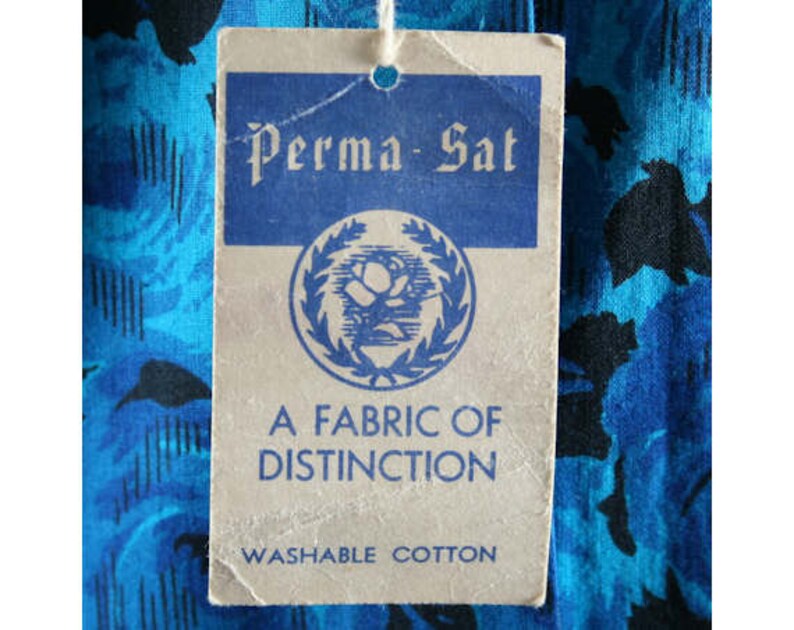 Perma-Sat
A FABRIC OF
DISTINCTION
WASHABLE COTTON